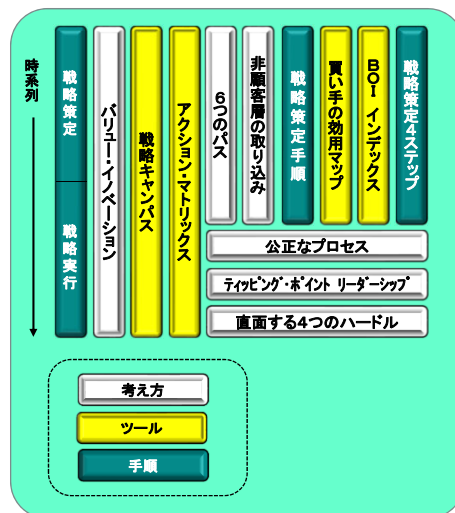 時系列
戦略策定
戦略実行
バリュー・イノベーション
戦略キャンパス
アクション・マトリックス
6つのパス
非顧客層の取り込み
戦略策定手順
買い手の効用マップ
BOI インデックス
戦略策定4ステップ
公正なプロセス
ティッピング・ポイント リーダーシップ
直面する4つのハードル
考え方
ツール
手順